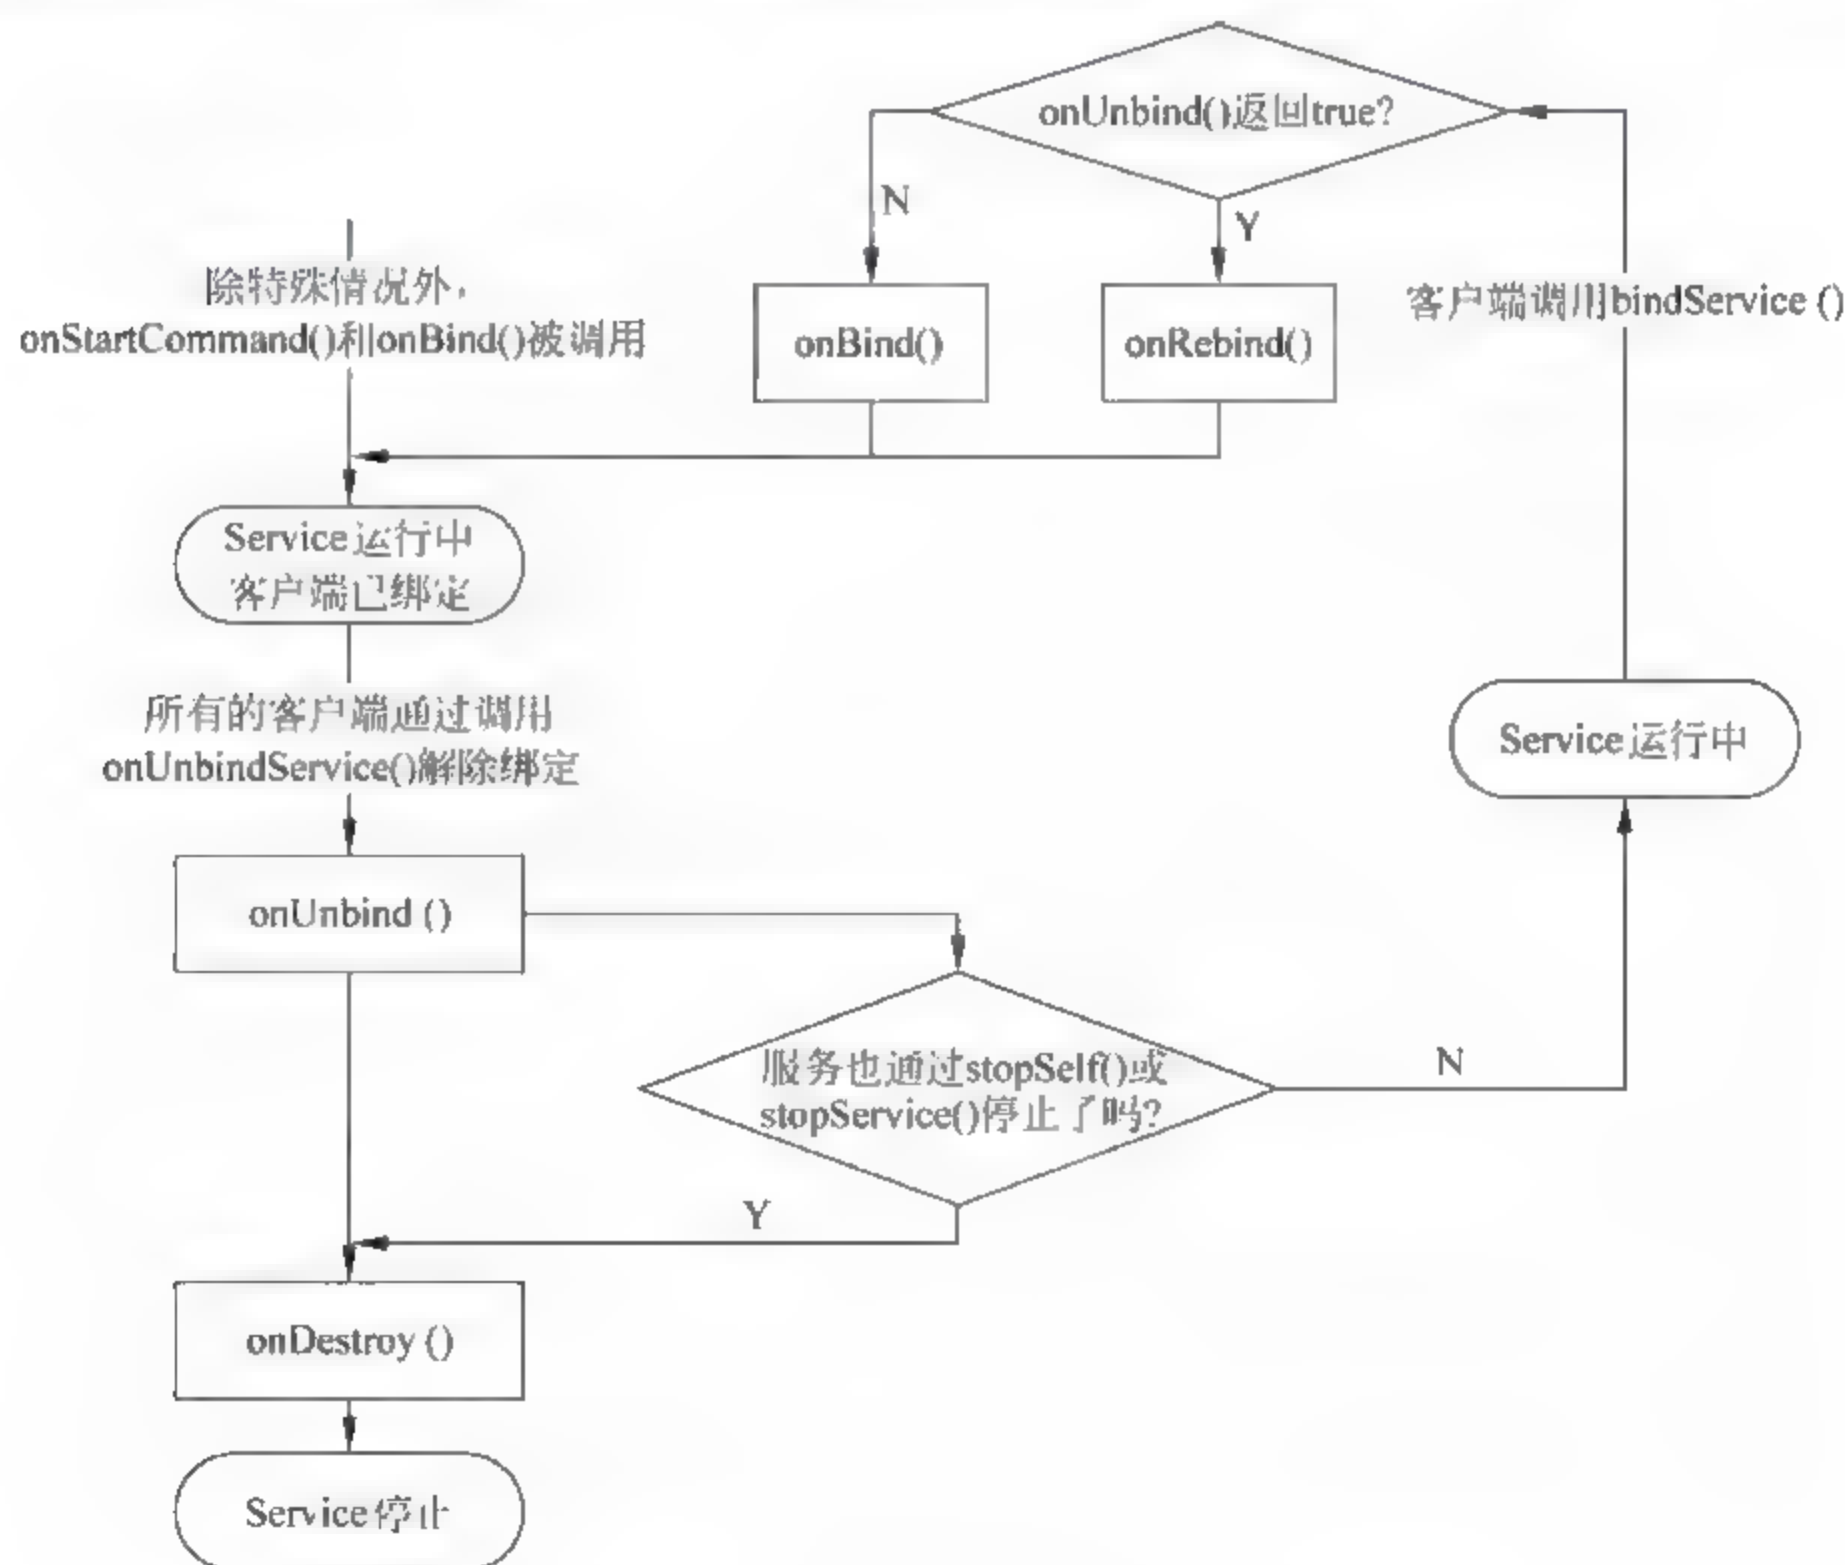 onUnbind()返回true?
N
Y
除特殊情况外，
onStartCommand()和onBind()被调用
onBind()
onRebind()
客户端调用bindService ()
Service运行中
客户端已绑定
所有的客户端通过调用
onUnbindService()解除绑定
Service运行中
onUnbind ()
服务也通过stopSelf()或
stopService()停止了吗?
N
Y
onDestroy ()
Service停止